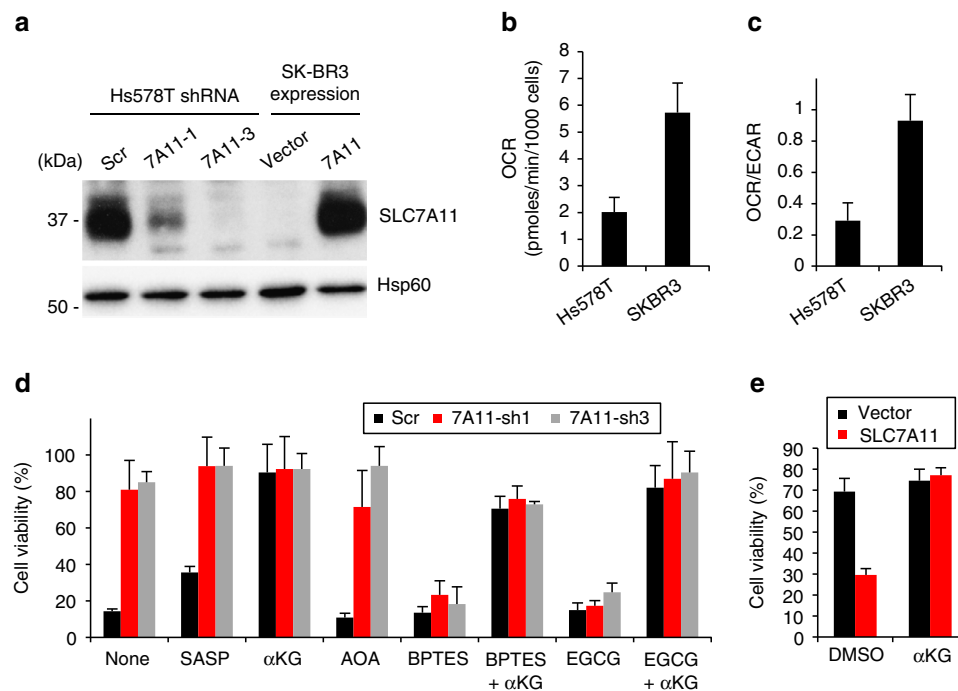 a
Hs578T shRNA
SK-BR3
expression
(kDa)
Scr
7A11-1
7A11-3
Vector
7A11
37 -
SLC7A11
50 -
Hsp60
b
OCR
(pmoles/min/1000 cells)
8
7
6
5
4
3
2
1
0
Hs578T
SKBR3
c
OCR/ECAR
1
0.8
0.6
0.4
0.2
0
Hs578T
SKBR3
d
Scr
7A11-sh1
7A11-sh3
Cell viability (%)
100
80
60
40
20
0
None
SASP
αKG
AOA
BPTES
BPTES
+ αKG
EGCG
EGCG
+ αKG
e
Vector
SLC7A11
Cell viability (%)
90
80
70
60
50
40
30
20
10
0
DMSO
αKG